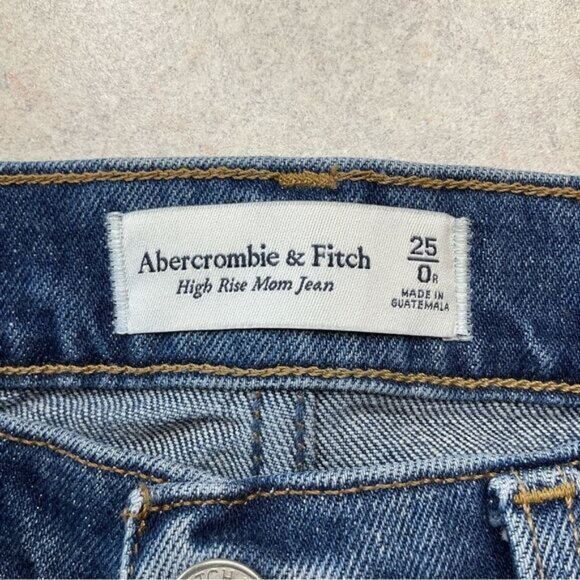 Abercrombie & Fitch
High Rise Mom Jean
25
0R
MADE IN
GUATEMALA